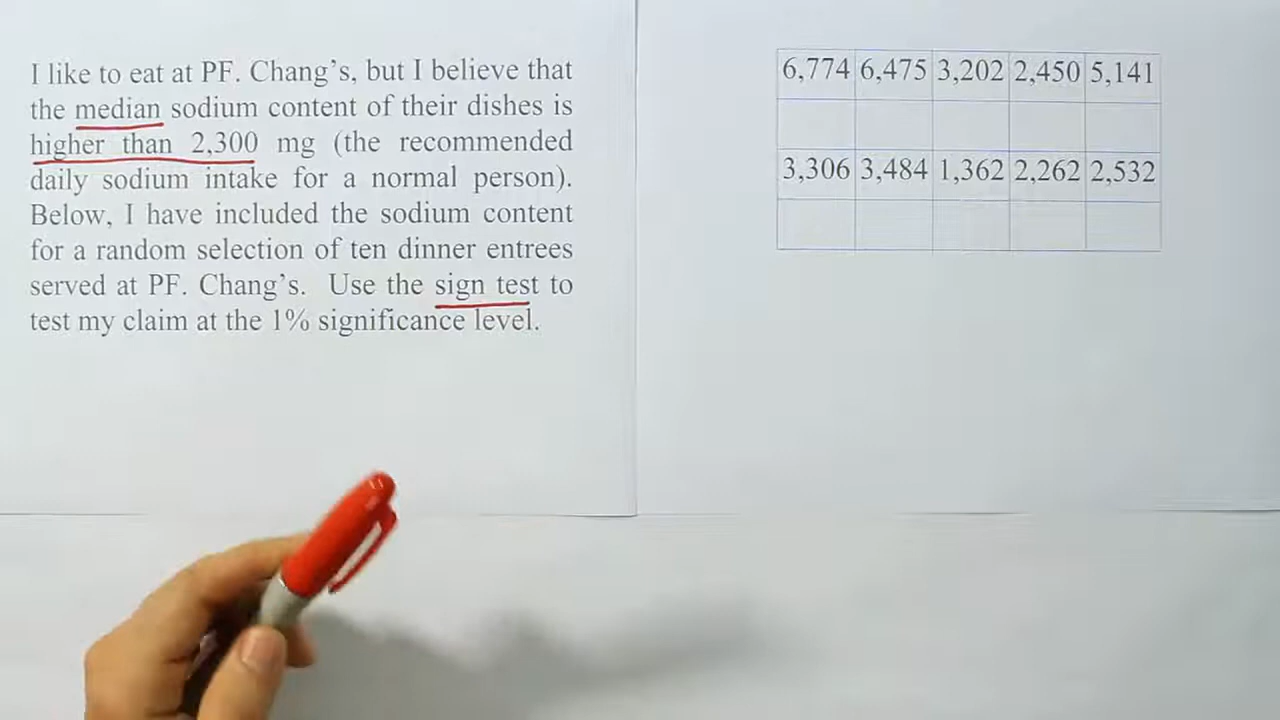 I like to eat at PF. Chang’s, but I believe that
the median sodium content of their dishes is
higher than 2,300 mg (the recommended
daily sodium intake for a normal person).
Below, I have included the sodium content
for a random selection of ten dinner entrees
served at PF. Chang’s. Use the sign test to
test my claim at the 1% significance level.
6,774 6,475 3,202 2,450 5,141
3,306 3,484 1,362 2,262 2,532